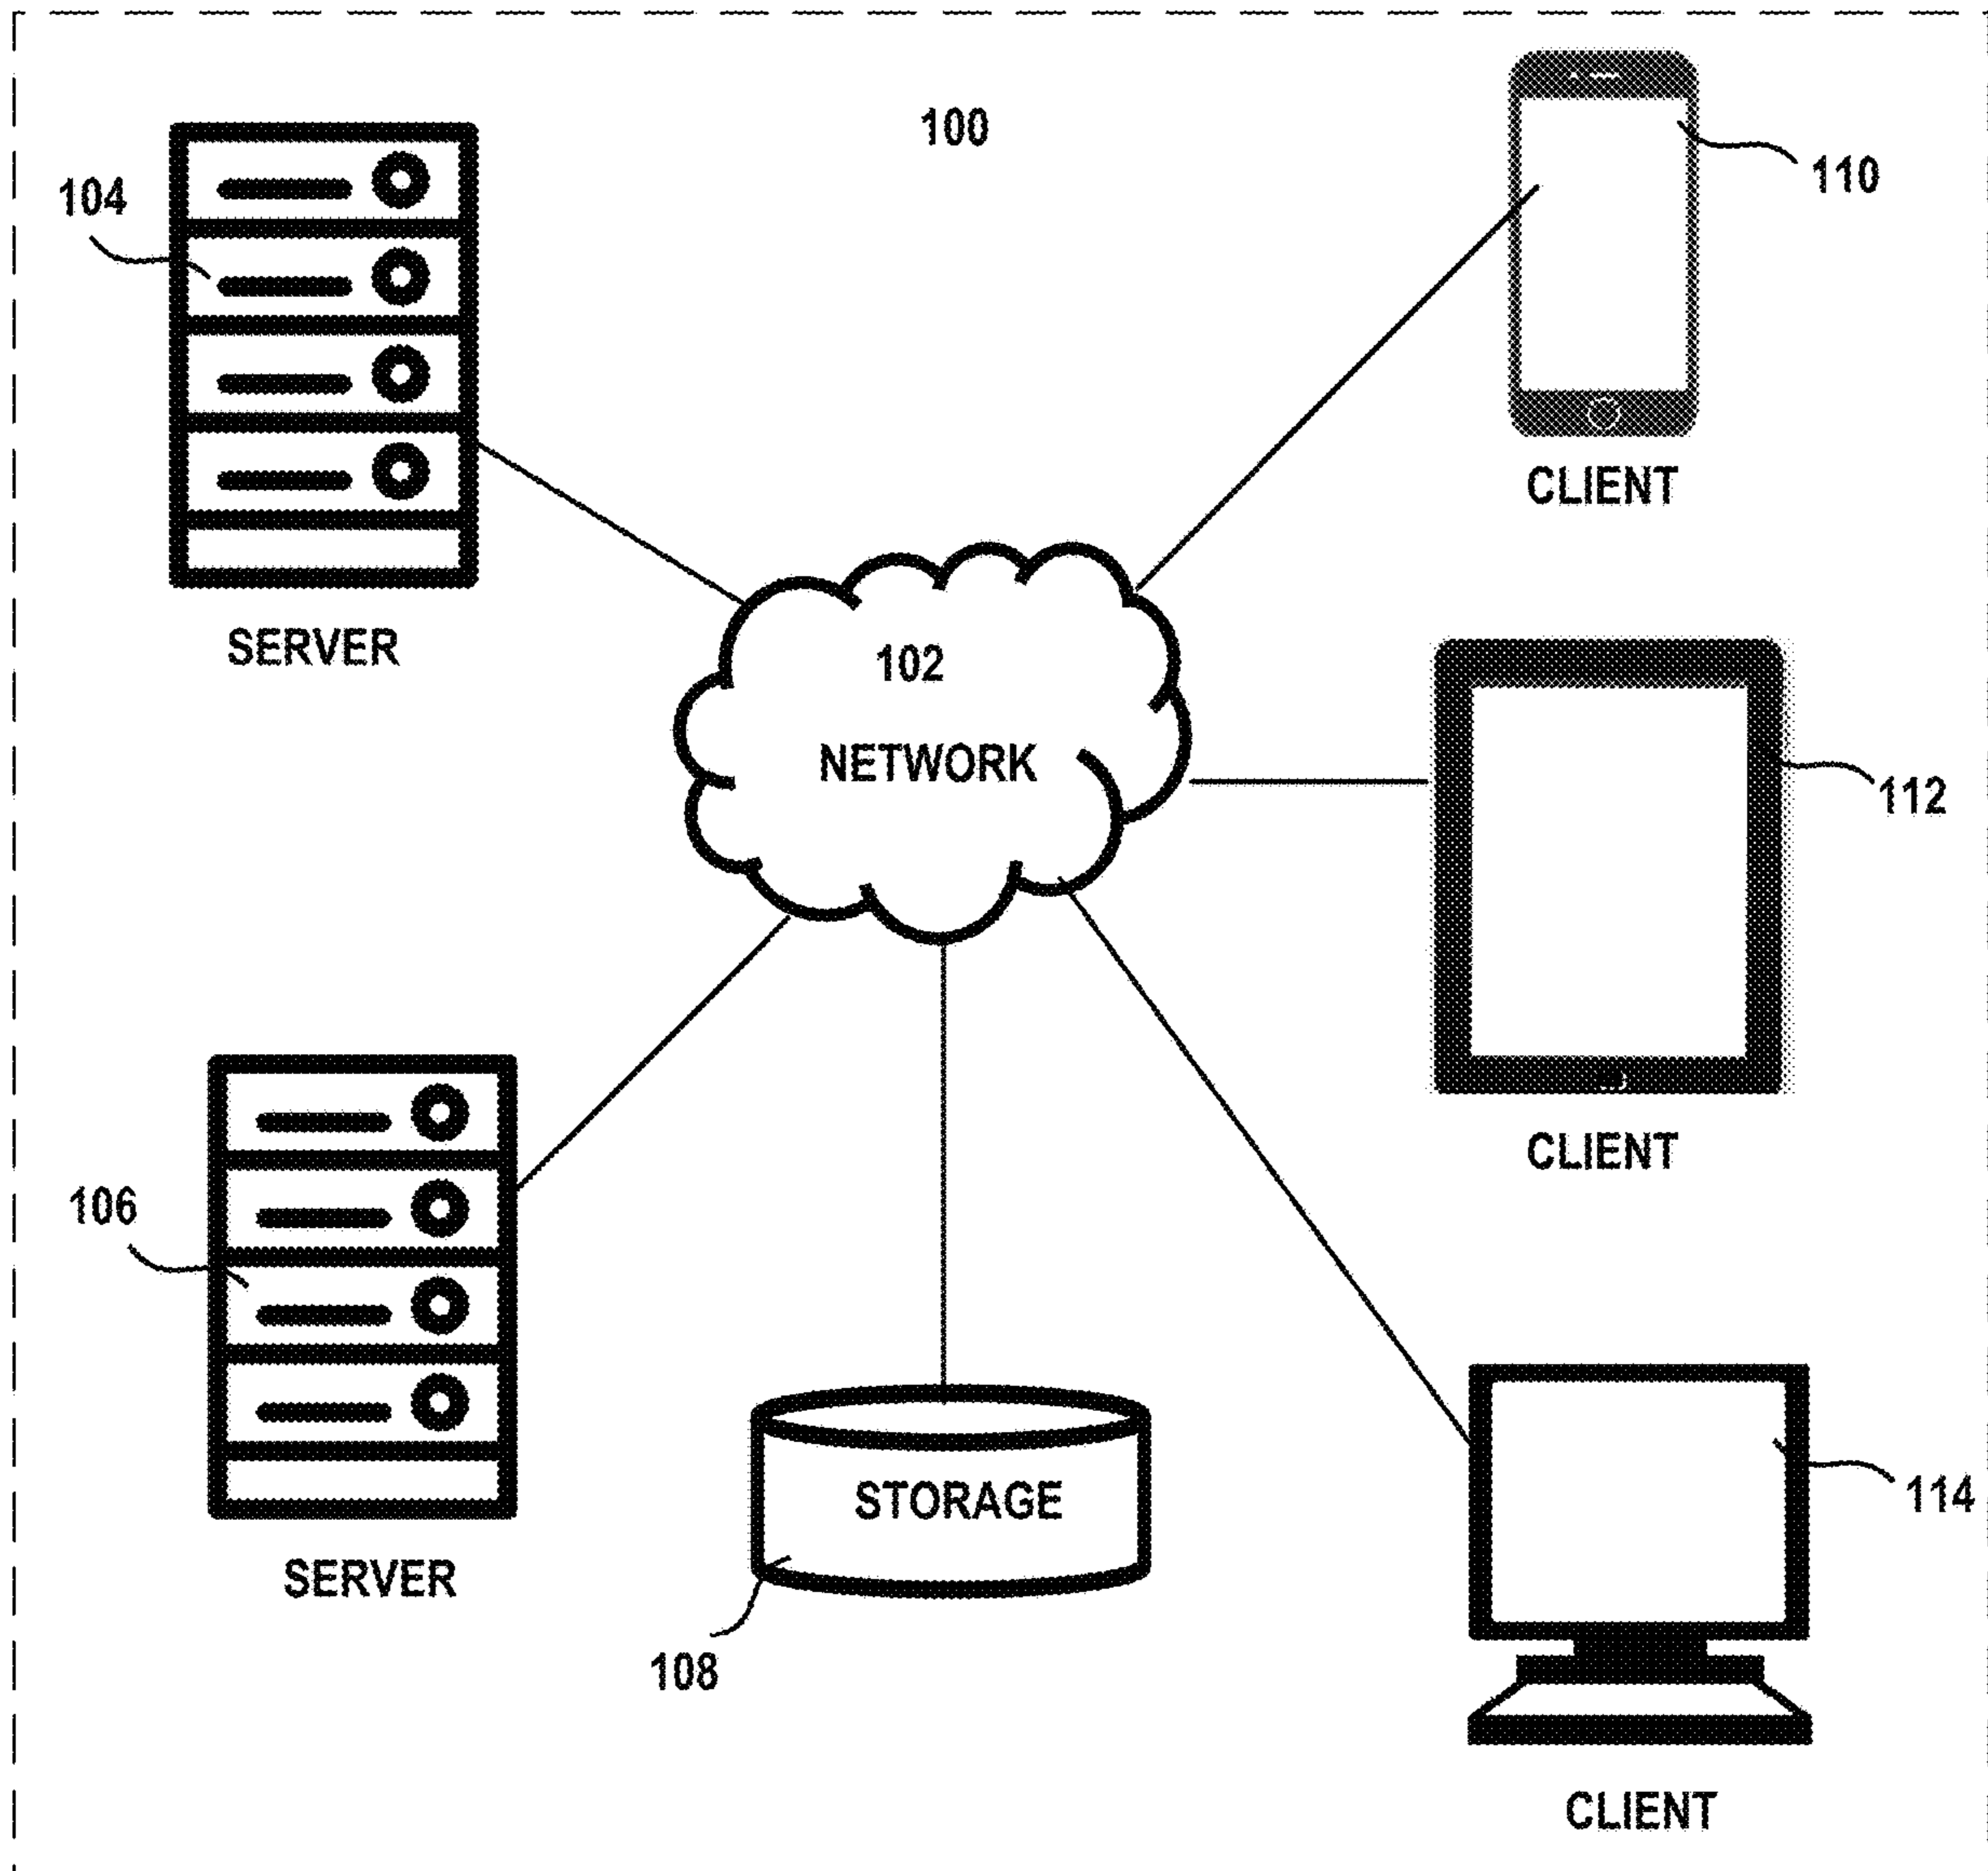 100
104
110
CLIENT
SERVER
102
NETWORK
112
CLIENT
106
STORAGE
114
SERVER
108
CLIENT